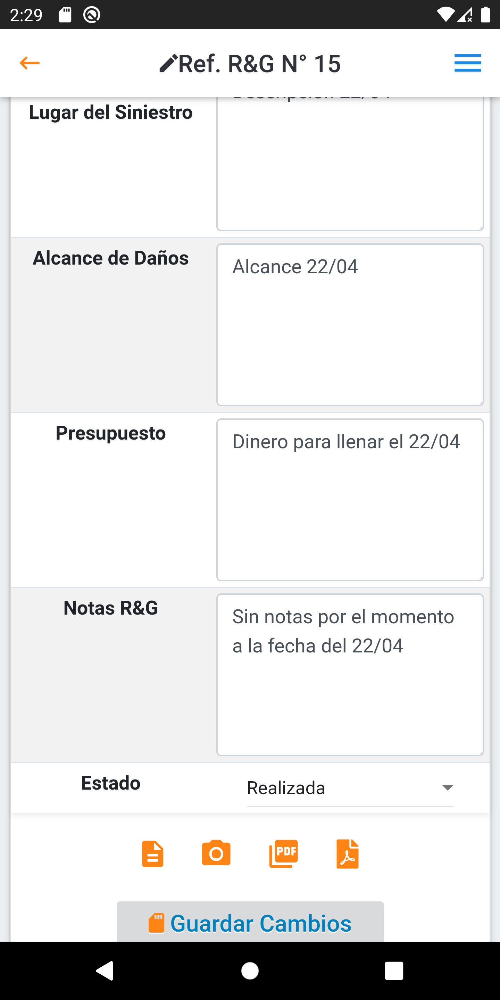 2:29
Ref. R&G N° 15
Lugar del Siniestro
Alcance de Daños
Alcance 22/04
Presupuesto
Dinero para llenar el 22/04
Notas R&G
Sin notas por el momento
a la fecha del 22/04
Estado
Realizada
PDF
Guardar Cambios